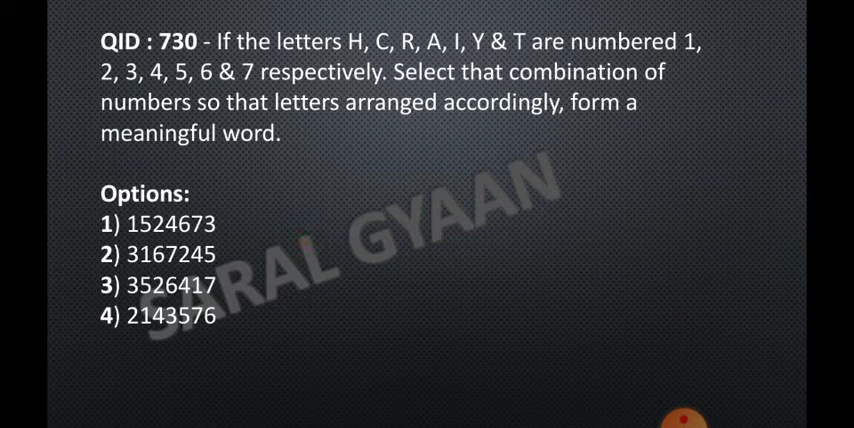 QID : 730 - If the letters H, C, R, A, I, Y & T are numbered 1,
2, 3, 4, 5, 6 & 7 respectively. Select that combination of
numbers so that letters arranged accordingly, form a
meaningful word.
Options:
1) 1524673
2) 3167245
3) 3526417
4) 2143576
SARAL GYAAN